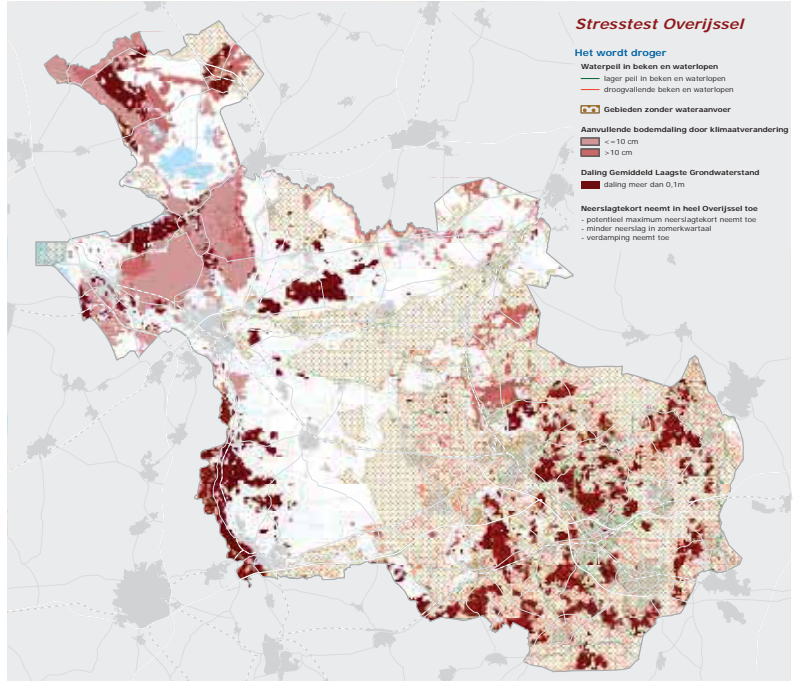 Stresstest Overijssel
Het wordt droger
Waterpeil in beken en waterlopen
lager peil in beken en waterlopen
droogvallende beken en waterlopen
Gebieden zonder wateraanvoer
Aanvullende bodemdaling door klimaatverandering
<=10 cm
>10 cm
Daling Gemiddeld Laagste Grondwaterstand
daling meer dan 0,1m
Neerslagtekort neemt in heel Overijssel toe
- potentieel maximum neerslagtekort neemt toe
- minder neerslag in zomerkwartaal
- verdamping neemt toe